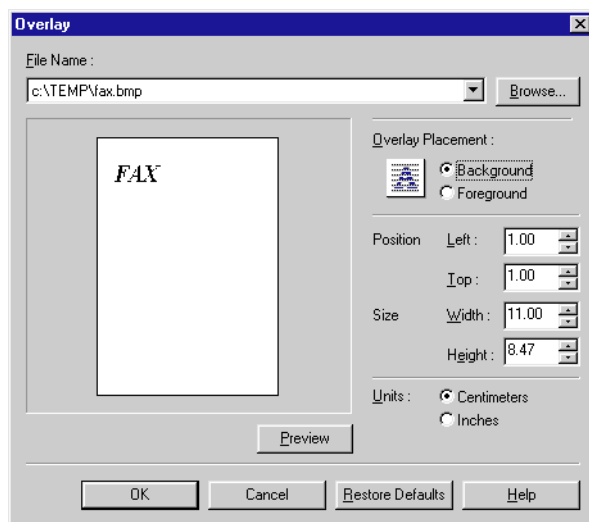 Overlay
File Name :
c:\TEMP\fax.bmp
Browse...
FAX
Overlay Placement :
Background
Foreground
Position Left : 1.00
Top : 1.00
Size Width : 11.00
Height : 8.47
Units : Centimeters
Inches
Preview
OK Cancel Restore Defaults Help